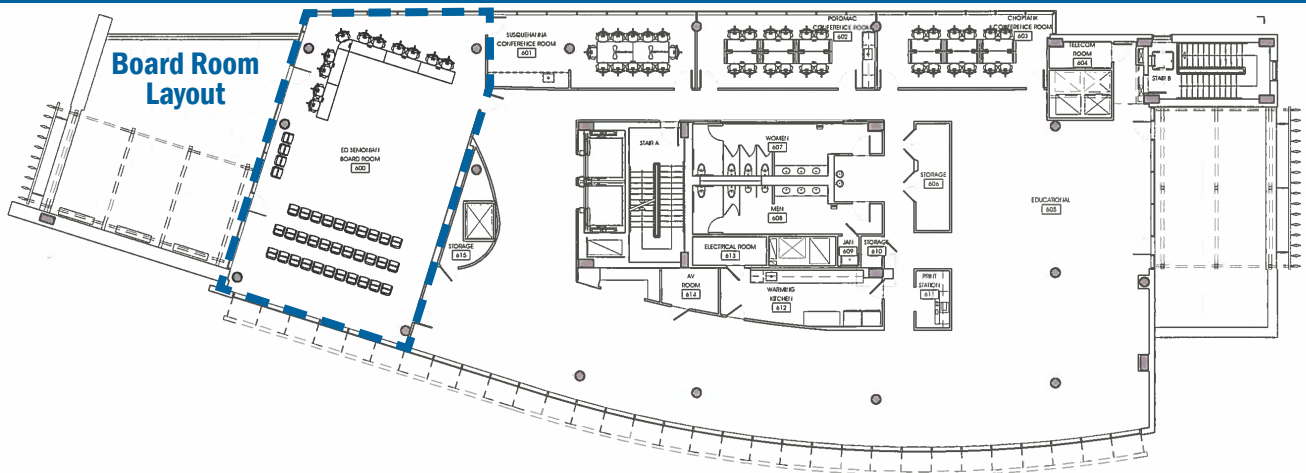 Board Room
Layout
SUSQUEHANNA
CONFERENCE ROOM
601
POTOMAC
CONFERENCE ROOM
602
CHOPTANK
CONFERENCE ROOM
603
TELECOM
ROOM
604
STAIR B
ED SEMONIAN
BOARD ROOM
600
STAIR A
WOMEN
607
STORAGE
606
MEN
608
EDUCATIONAL
605
STORAGE
615
ELECTRICAL ROOM
613
JAN
609
STORAGE
610
AV
ROOM
614
WARMING
KITCHEN
612
PRINT
STATION
611